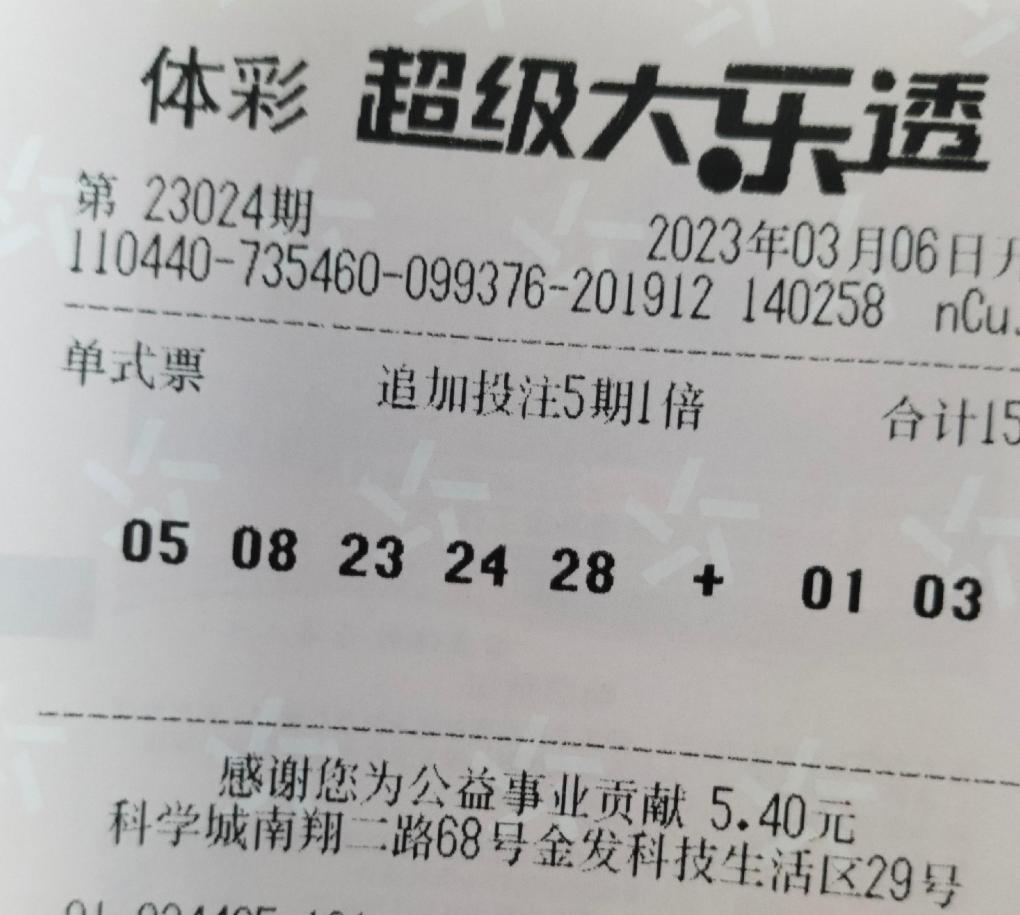 体彩 超级大乐透
第 23024期
2023年03月06日开
110440-735460-099376-201912 140258 nCu.
单式票 追加投注5期1倍 合计15
05 08 23 24 28 + 01 03
感谢您为公益事业贡献 5.40元
科学城南翔二路68号金发科技生活区29号